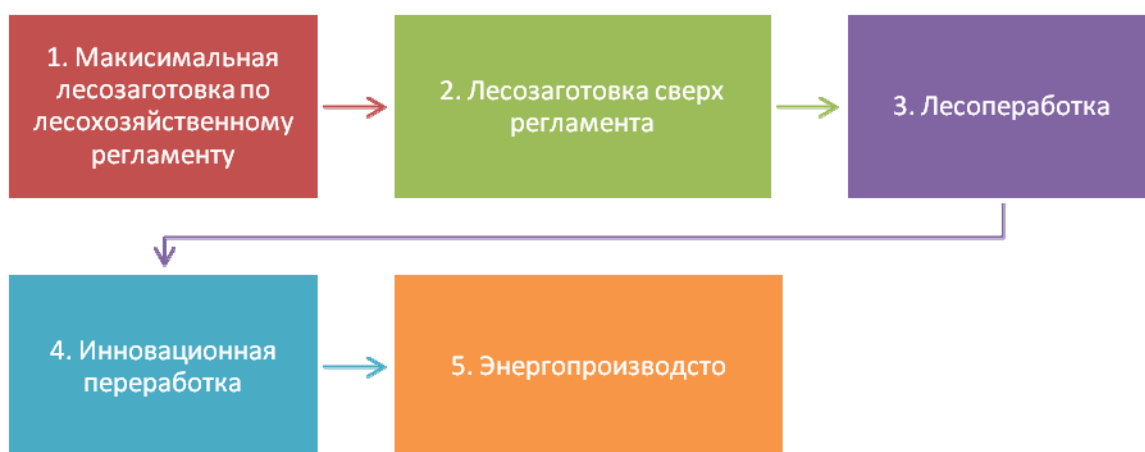 1. Макисимальная
лесозаготовка по
лесохозяйственному
регламенту
2. Лесозаготовка сверх
регламента
3. Лесопеработка
4. Инновационная
переработка
5. Энергопроизводсто